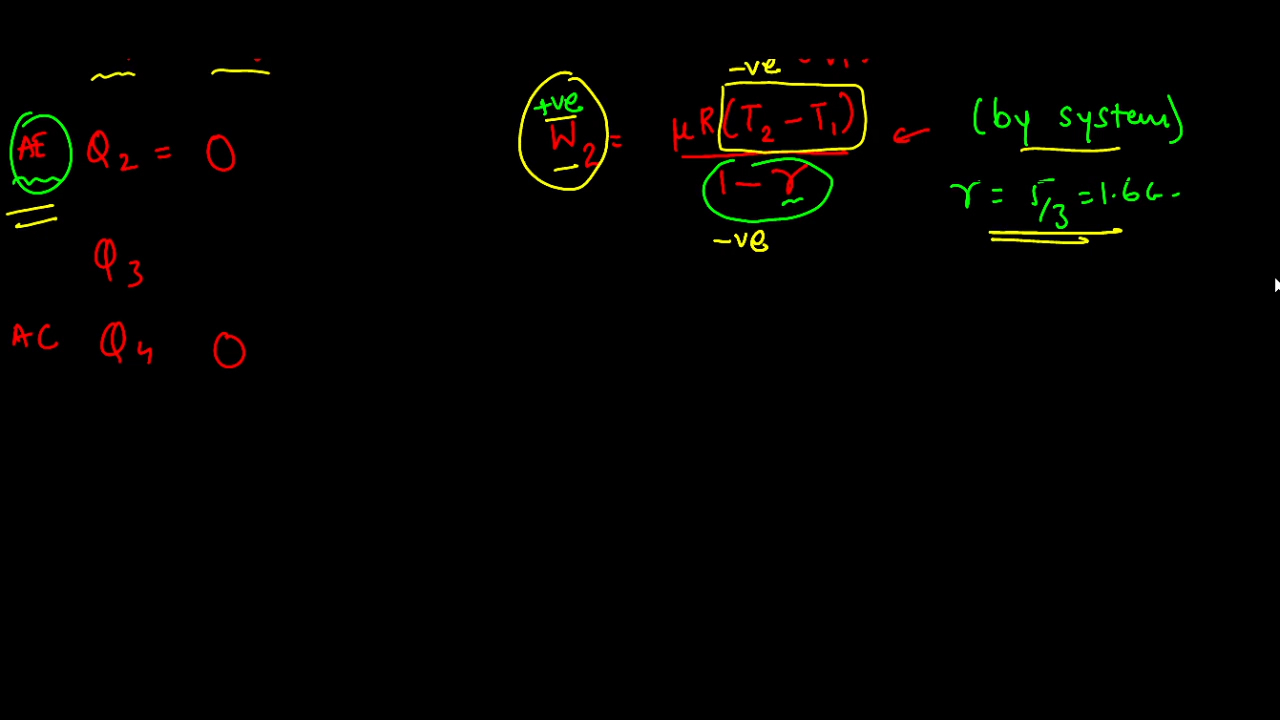 -ve
+ve
AE Q₂ = 0 W₂ = μR(T₂ - T₁) ← (by system)
1 - γ γ = 5/3 = 1.66.
-ve
Q₃
AC Q₄ 0